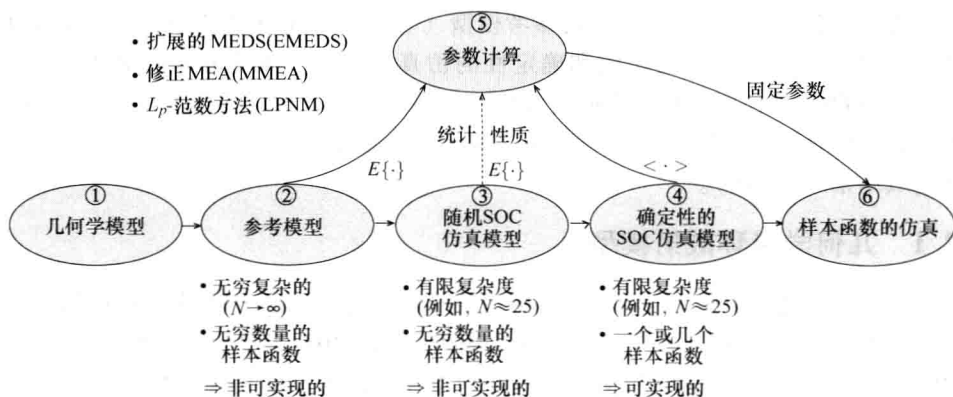 ⑤
参数计算
• 扩展的 MEDS(EMEDS)
• 修正MEA(MMEA)
• Lp-范数方法(LPNM)
固定参数
统计 性质
E{·}
E{·}
< · >
①
几何学模型
②
参考模型
③
随机SOC
仿真模型
④
确定性的
SOC仿真模型
⑥
样本函数的仿真
• 无穷复杂的
(N→∞)
• 无穷数量的
样本函数
⇒ 非可实现的
• 有限复杂度
(例如, N≈25)
• 无穷数量的
样本函数
⇒ 非可实现的
• 有限复杂度
(例如, N≈25)
• 一个或几个
样本函数
⇒ 可实现的